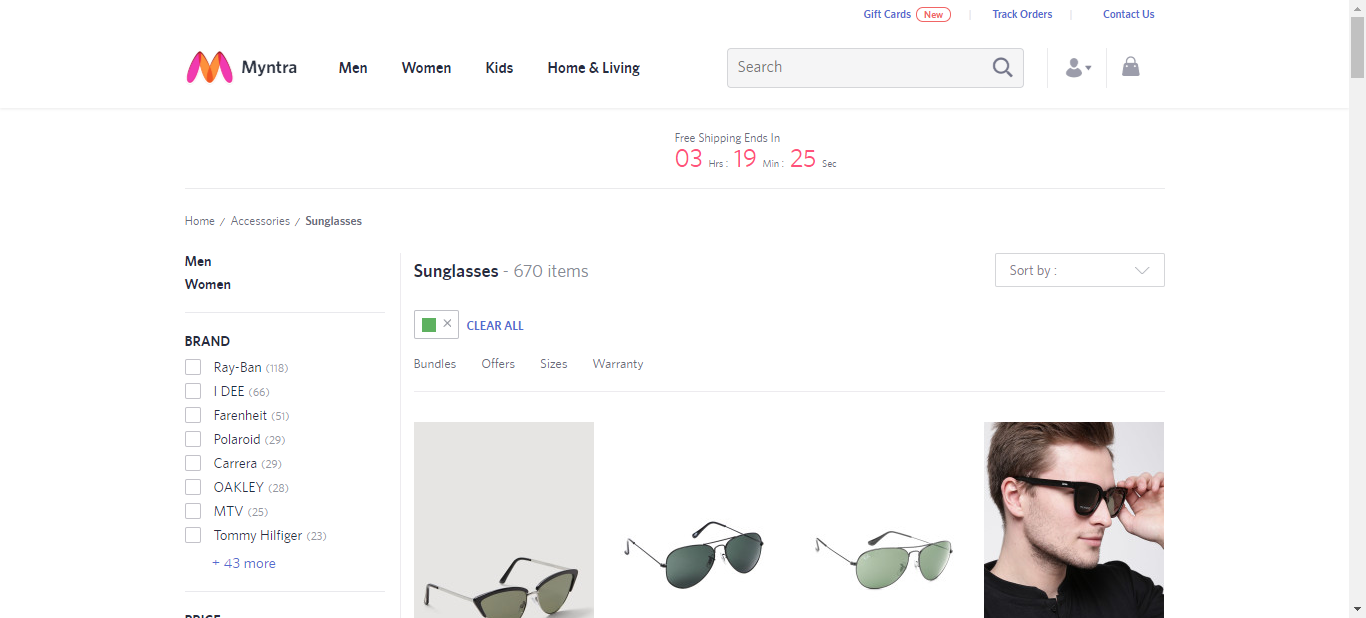 Gift Cards New Track Orders Contact Us
Myntra Men Women Kids Home & Living Search
Free Shipping Ends In
03 Hrs : 19 Min : 25 Sec
Home / Accessories / Sunglasses
Men
Women
BRAND
Ray-Ban (118)
I DEE (66)
Farenheit (51)
Polaroid (29)
Carrera (29)
OAKLEY (28)
MTV (25)
Tommy Hilfiger (23)
+ 43 more
PRICE
Sunglasses - 670 items
Sort by :
× CLEAR ALL
Bundles Offers Sizes Warranty